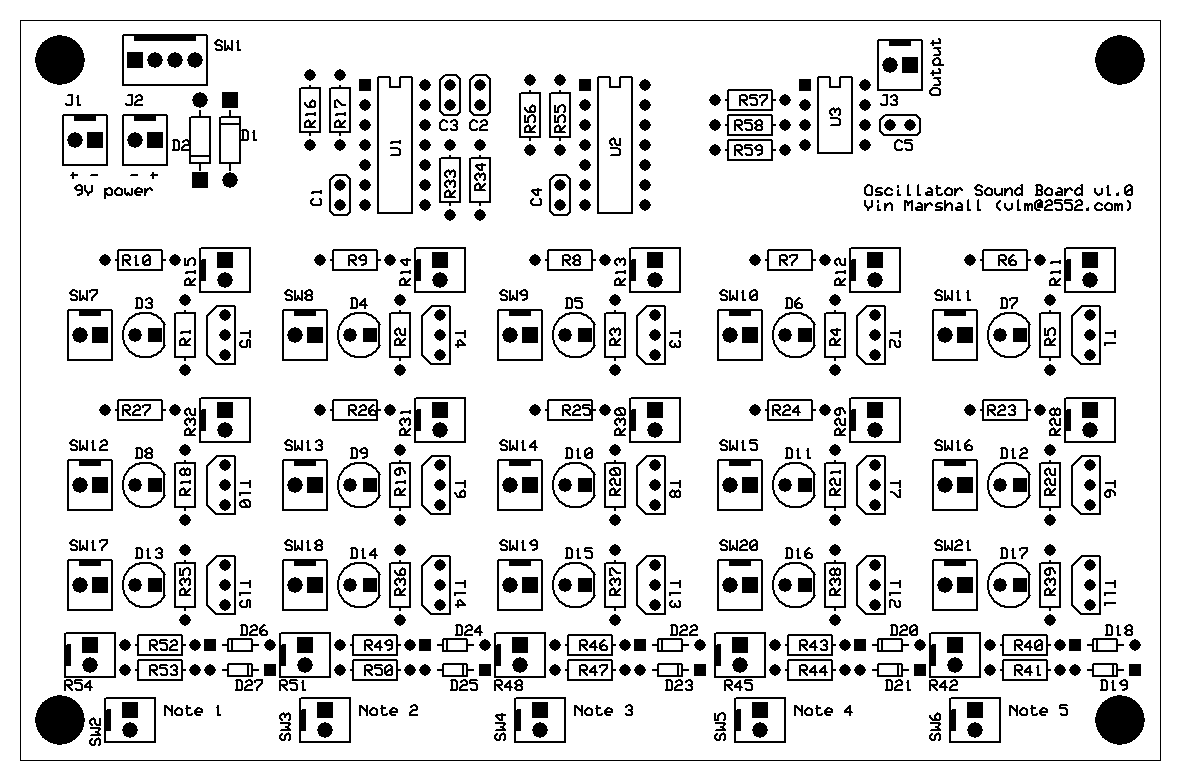 SW1
Output
J1 J2 J3
D2 D1
+ - - +
9V power
R16 R17 U1 C3 C2 R56 R55 U2 R57 U3
R58
R59 C5
C1 R33 R34 C4
Oscillator Sound Board v1.0
Vin Marshall (vlm@2552.com)
R10 R15 R9 R14 R8 R13 R7 R12 R6 R11
SW7 D3 SW8 D4 SW9 D5 SW10 D6 SW11 D7
R1 T5 R2 T4 R3 T3 R4 T2 R5 T1
R27 R32 R26 R31 R25 R30 R24 R29 R23 R28
SW12 D8 SW13 D9 SW14 D10 SW15 D11 SW16 D12
R18 T10 R19 T9 R20 T8 R21 T7 R22 T6
SW17 D13 SW18 D14 SW19 D15 SW20 D16 SW21 D17
R35 T15 R36 T14 R37 T13 R38 T12 R39 T11
D26 D24 D22 D20 D18
R52 R49 R46 R43 R40
R53 R50 R47 R44 R41
R54 D27 R51 D25 R48 D23 R45 D21 R42 D19
SW2 Note 1 SW3 Note 2 SW4 Note 3 SW5 Note 4 SW6 Note 5